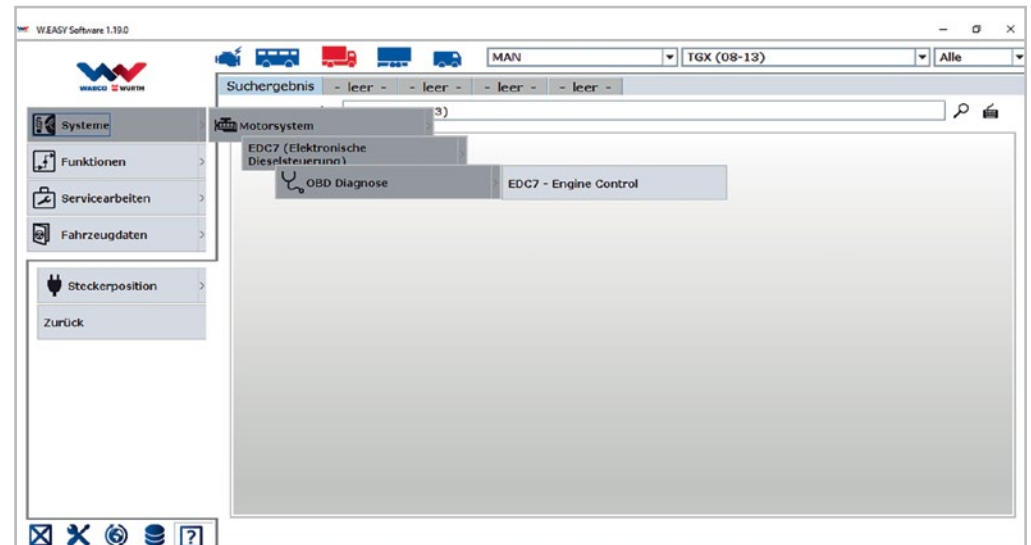 W.EASY Software 1.19.0
MAN
TGX (08-13)
Alle
WABCO WÜRTH
Suchergebnis - leer - - leer - - leer - - leer -
3)
Systeme
Motorsystem
EDC7 (Elektronische
Dieselsteuerung)
OBD Diagnose
EDC7 - Engine Control
Funktionen
Servicearbeiten
Fahrzeugdaten
Steckerposition
Zurück
?